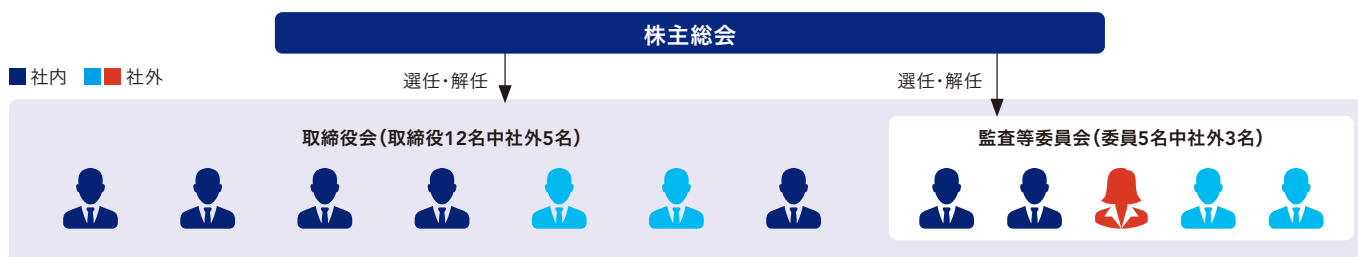 株主総会
社内 社外
選任・解任 選任・解任
取締役会(取締役12名中社外5名) 監査等委員会(委員5名中社外3名)